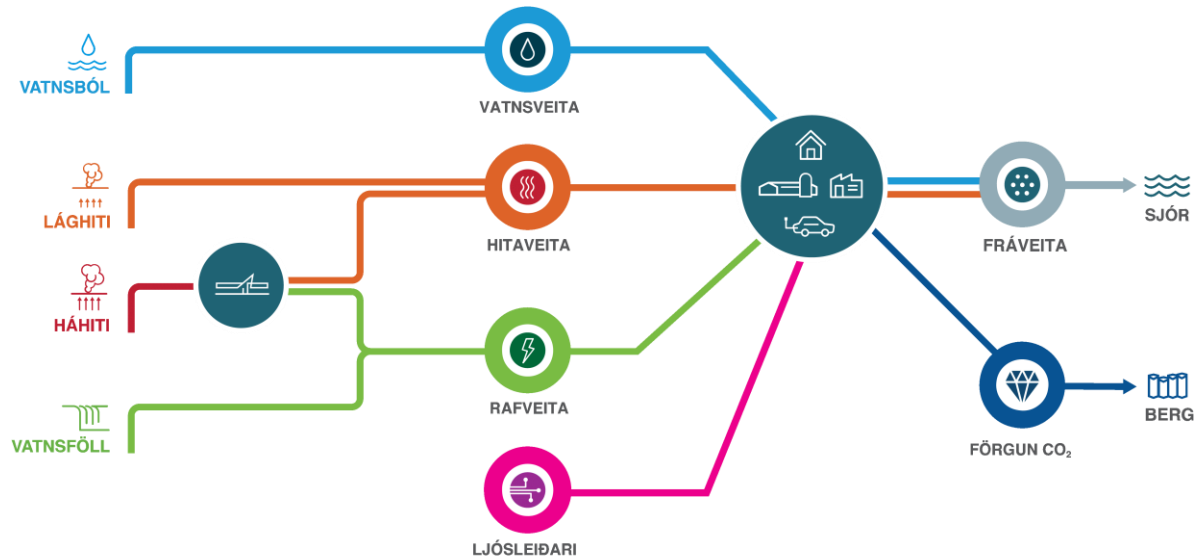 VATNSBÓL
VATNSVEITA
LÁGHITI
HITAVEITA
FRÁVEITA
SJÓR
HÁHITI
RAFVEITA
VATNSFÖLL
BERG
FÖRGUN CO₂
LJÓSLEIÐARI